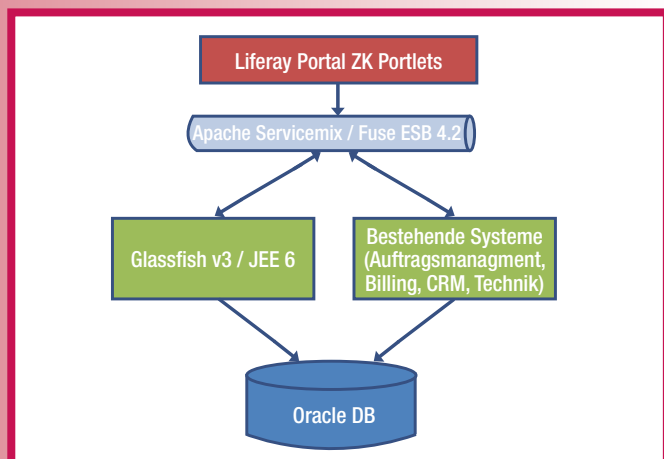 Liferay Portal ZK Portlets
Apache Servicemix / Fuse ESB 4.2
Glassfish v3 / JEE 6
Bestehende Systeme
(Auftragsmanagment,
Billing, CRM, Technik)
Oracle DB